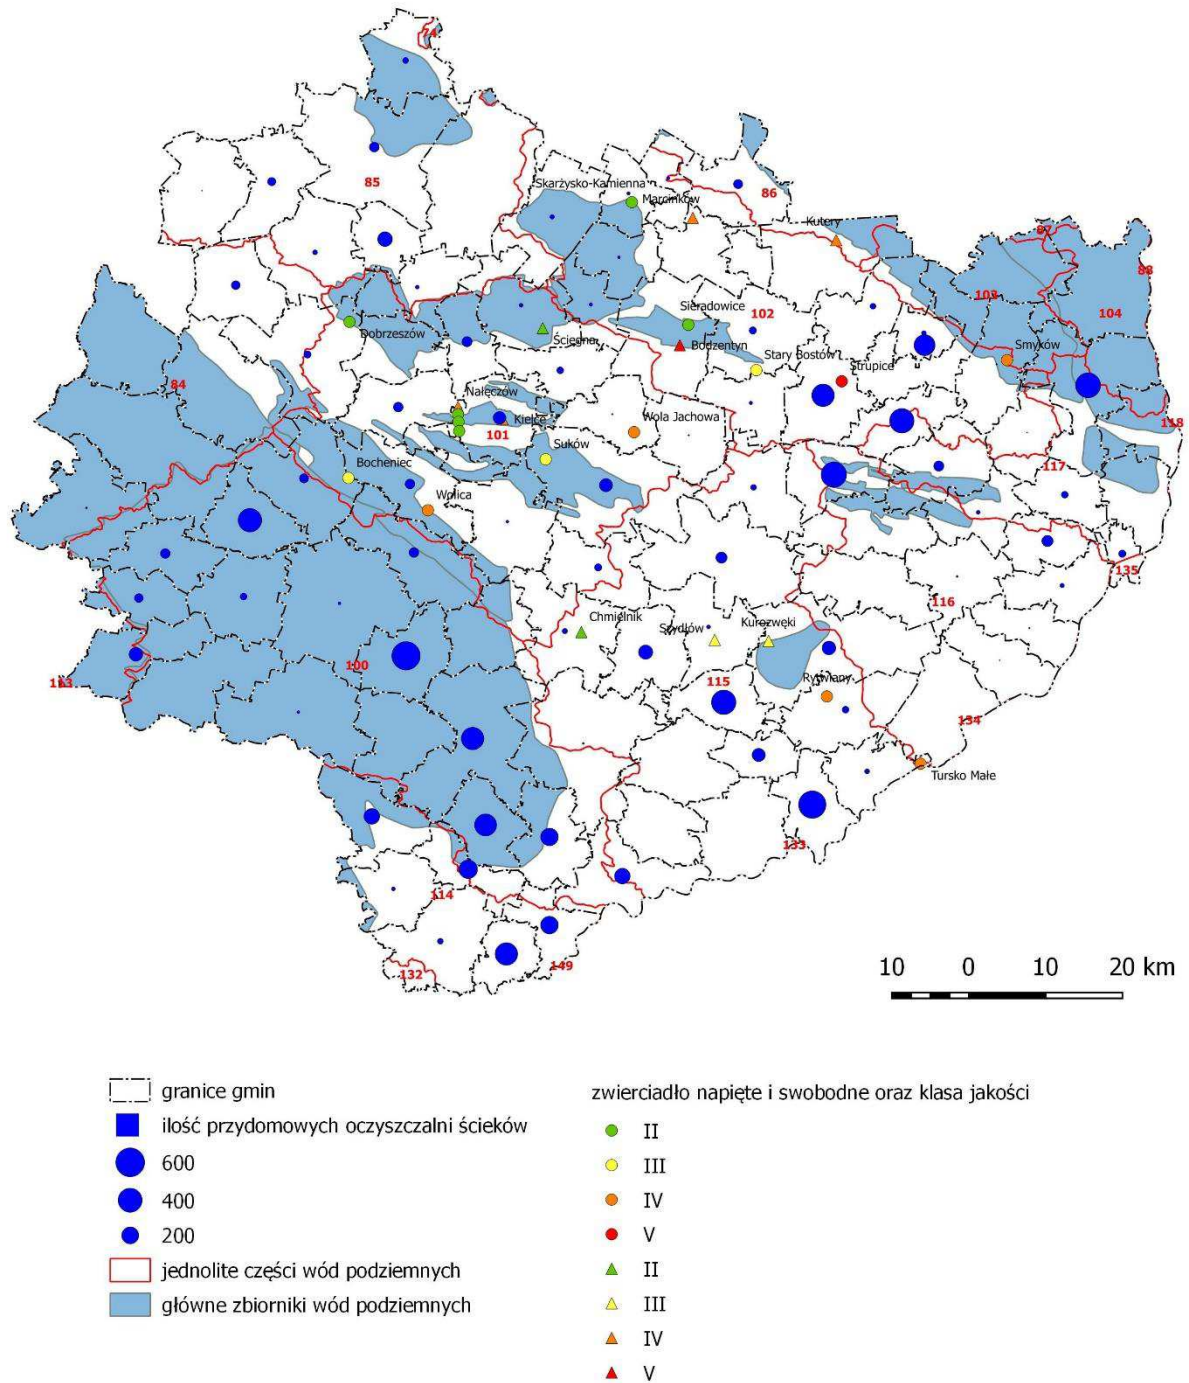 74
85
Skarżysko-Kamienna
Marcinków
86
Kutery
87
88
103
104
Dobrzeszów
Sieradowice
102
Ściegna
Bodzentyn
Stary Bostów
Strupice
Smyków
84
Nałęczów
Kielce
101
Wola Jachowa
118
Suków
117
Bocheniec
Wolica
135
116
Chmielnik
Szydłów
Kurozwęki
100
115
Rytwiany
134
Tursko Małe
133
114
132
149
10 0 10 20 km
granice gmin
ilość przydomowych oczyszczalni ścieków
600
400
200
jednolite części wód podziemnych
główne zbiorniki wód podziemnych
zwierciadło napięte i swobodne oraz klasa jakości
II
III
IV
V
II
III
IV
V